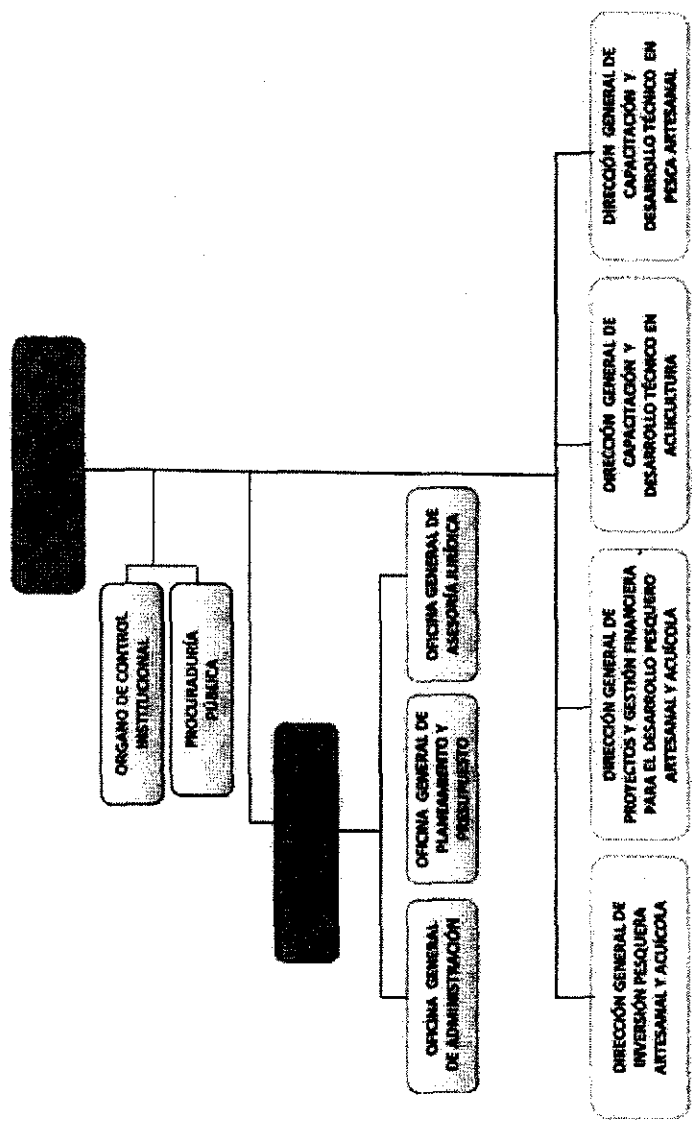 ORGANO DE CONTROL
INSTITUCIONAL
PROCURADURÍA
PÚBLICA
OFICINA GENERAL
DE ADMINISTRACIÓN
OFICINA GENERAL DE
PLANEAMIENTO Y
PRESUPUESTO
OFICINA GENERAL DE
ASESORÍA JURÍDICA
DIRECCIÓN GENERAL DE
INVERSIÓN PESQUERA
ARTESANAL Y ACUÍCOLA
DIRECCIÓN GENERAL DE
PROYECTOS Y GESTIÓN FINANCIERA
PARA EL DESARROLLO PESQUERO
ARTESANAL Y ACUÍCOLA
DIRECCIÓN GENERAL DE
CAPACITACIÓN Y
DESARROLLO TÉCNICO EN
ACUICULTURA
DIRECCIÓN GENERAL DE
CAPACITACIÓN Y
DESARROLLO TÉCNICO EN
PESCA ARTESANAL